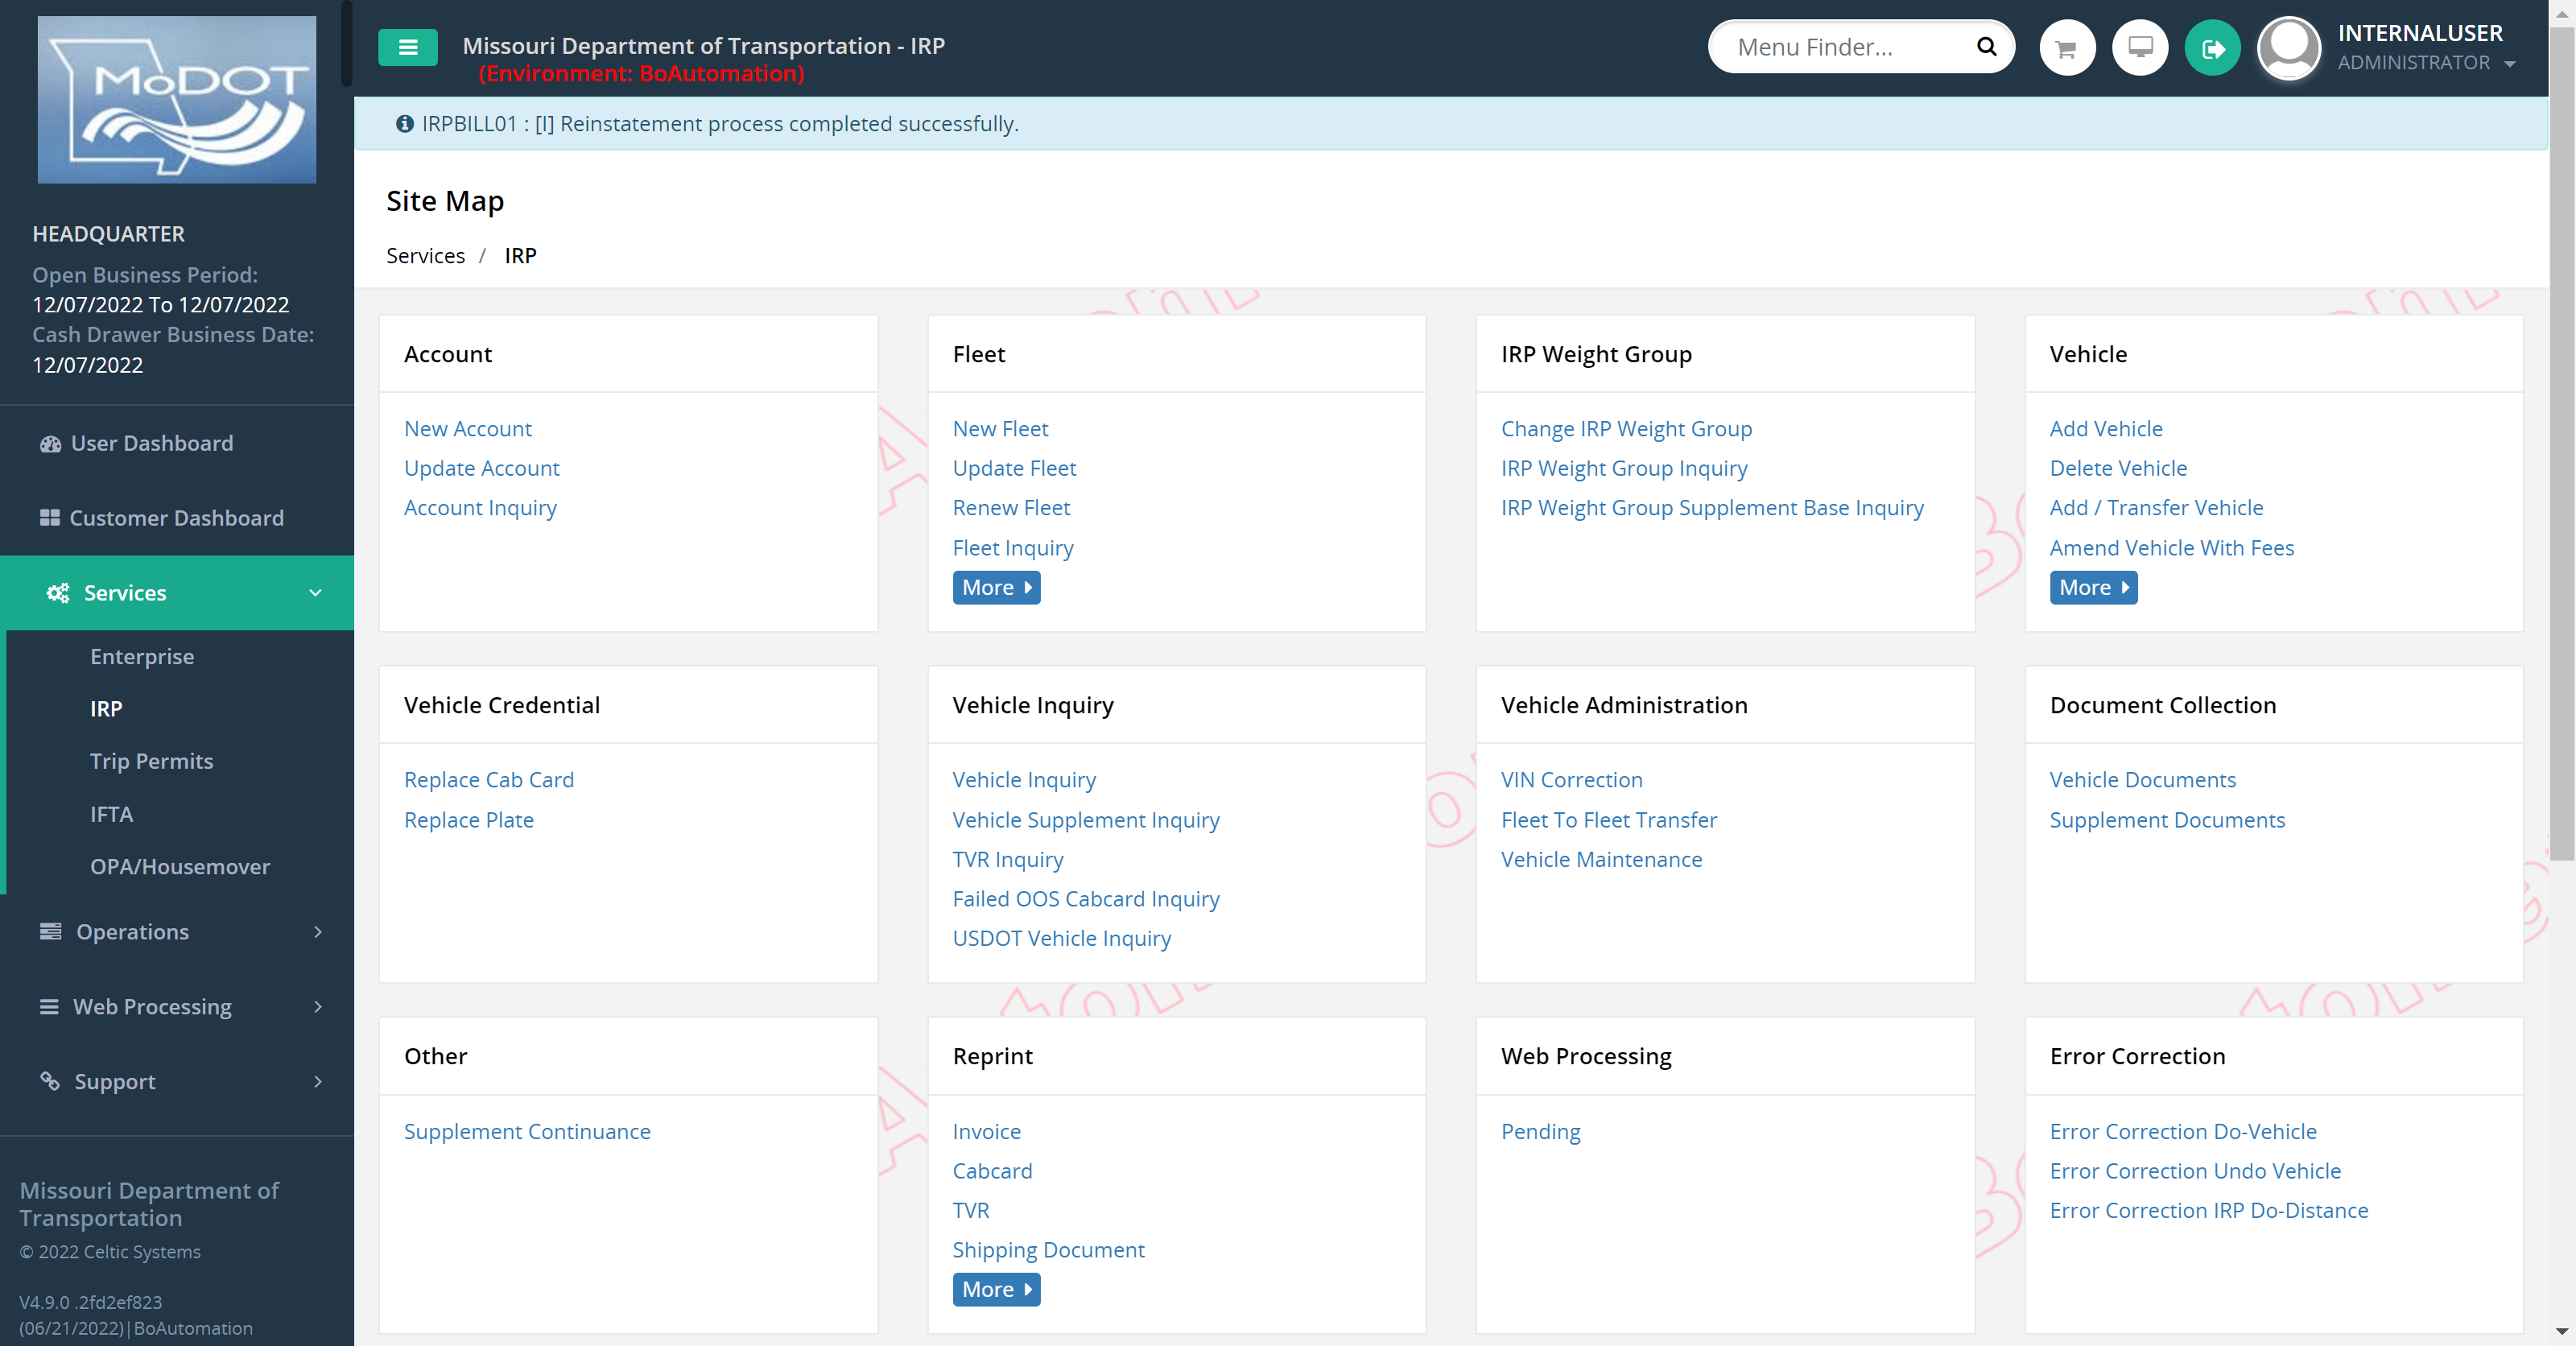 MoDOT
HEADQUARTER
Open Business Period:
12/07/2022 To 12/07/2022
Cash Drawer Business Date:
12/07/2022
User Dashboard
Customer Dashboard
Services
Enterprise
IRP
Trip Permits
IFTA
OPA/Housemover
Operations
Web Processing
Support
Missouri Department of
Transportation
© 2022 Celtic Systems
V4.9.0 .2fd2ef823
(06/21/2022)|BoAutomation
Missouri Department of Transportation - IRP
(Environment: BoAutomation)
Menu Finder...
INTERNALUSER
ADMINISTRATOR
IRPBILL01 : [I] Reinstatement process completed successfully.
Site Map
Services / IRP
Account
New Account
Update Account
Account Inquiry
Fleet
New Fleet
Update Fleet
Renew Fleet
Fleet Inquiry
More
IRP Weight Group
Change IRP Weight Group
IRP Weight Group Inquiry
IRP Weight Group Supplement Base Inquiry
Vehicle
Add Vehicle
Delete Vehicle
Add / Transfer Vehicle
Amend Vehicle With Fees
More
Vehicle Credential
Replace Cab Card
Replace Plate
Vehicle Inquiry
Vehicle Inquiry
Vehicle Supplement Inquiry
TVR Inquiry
Failed OOS Cabcard Inquiry
USDOT Vehicle Inquiry
Vehicle Administration
VIN Correction
Fleet To Fleet Transfer
Vehicle Maintenance
Document Collection
Vehicle Documents
Supplement Documents
Other
Supplement Continuance
Reprint
Invoice
Cabcard
TVR
Shipping Document
More
Web Processing
Pending
Error Correction
Error Correction Do-Vehicle
Error Correction Undo Vehicle
Error Correction IRP Do-Distance